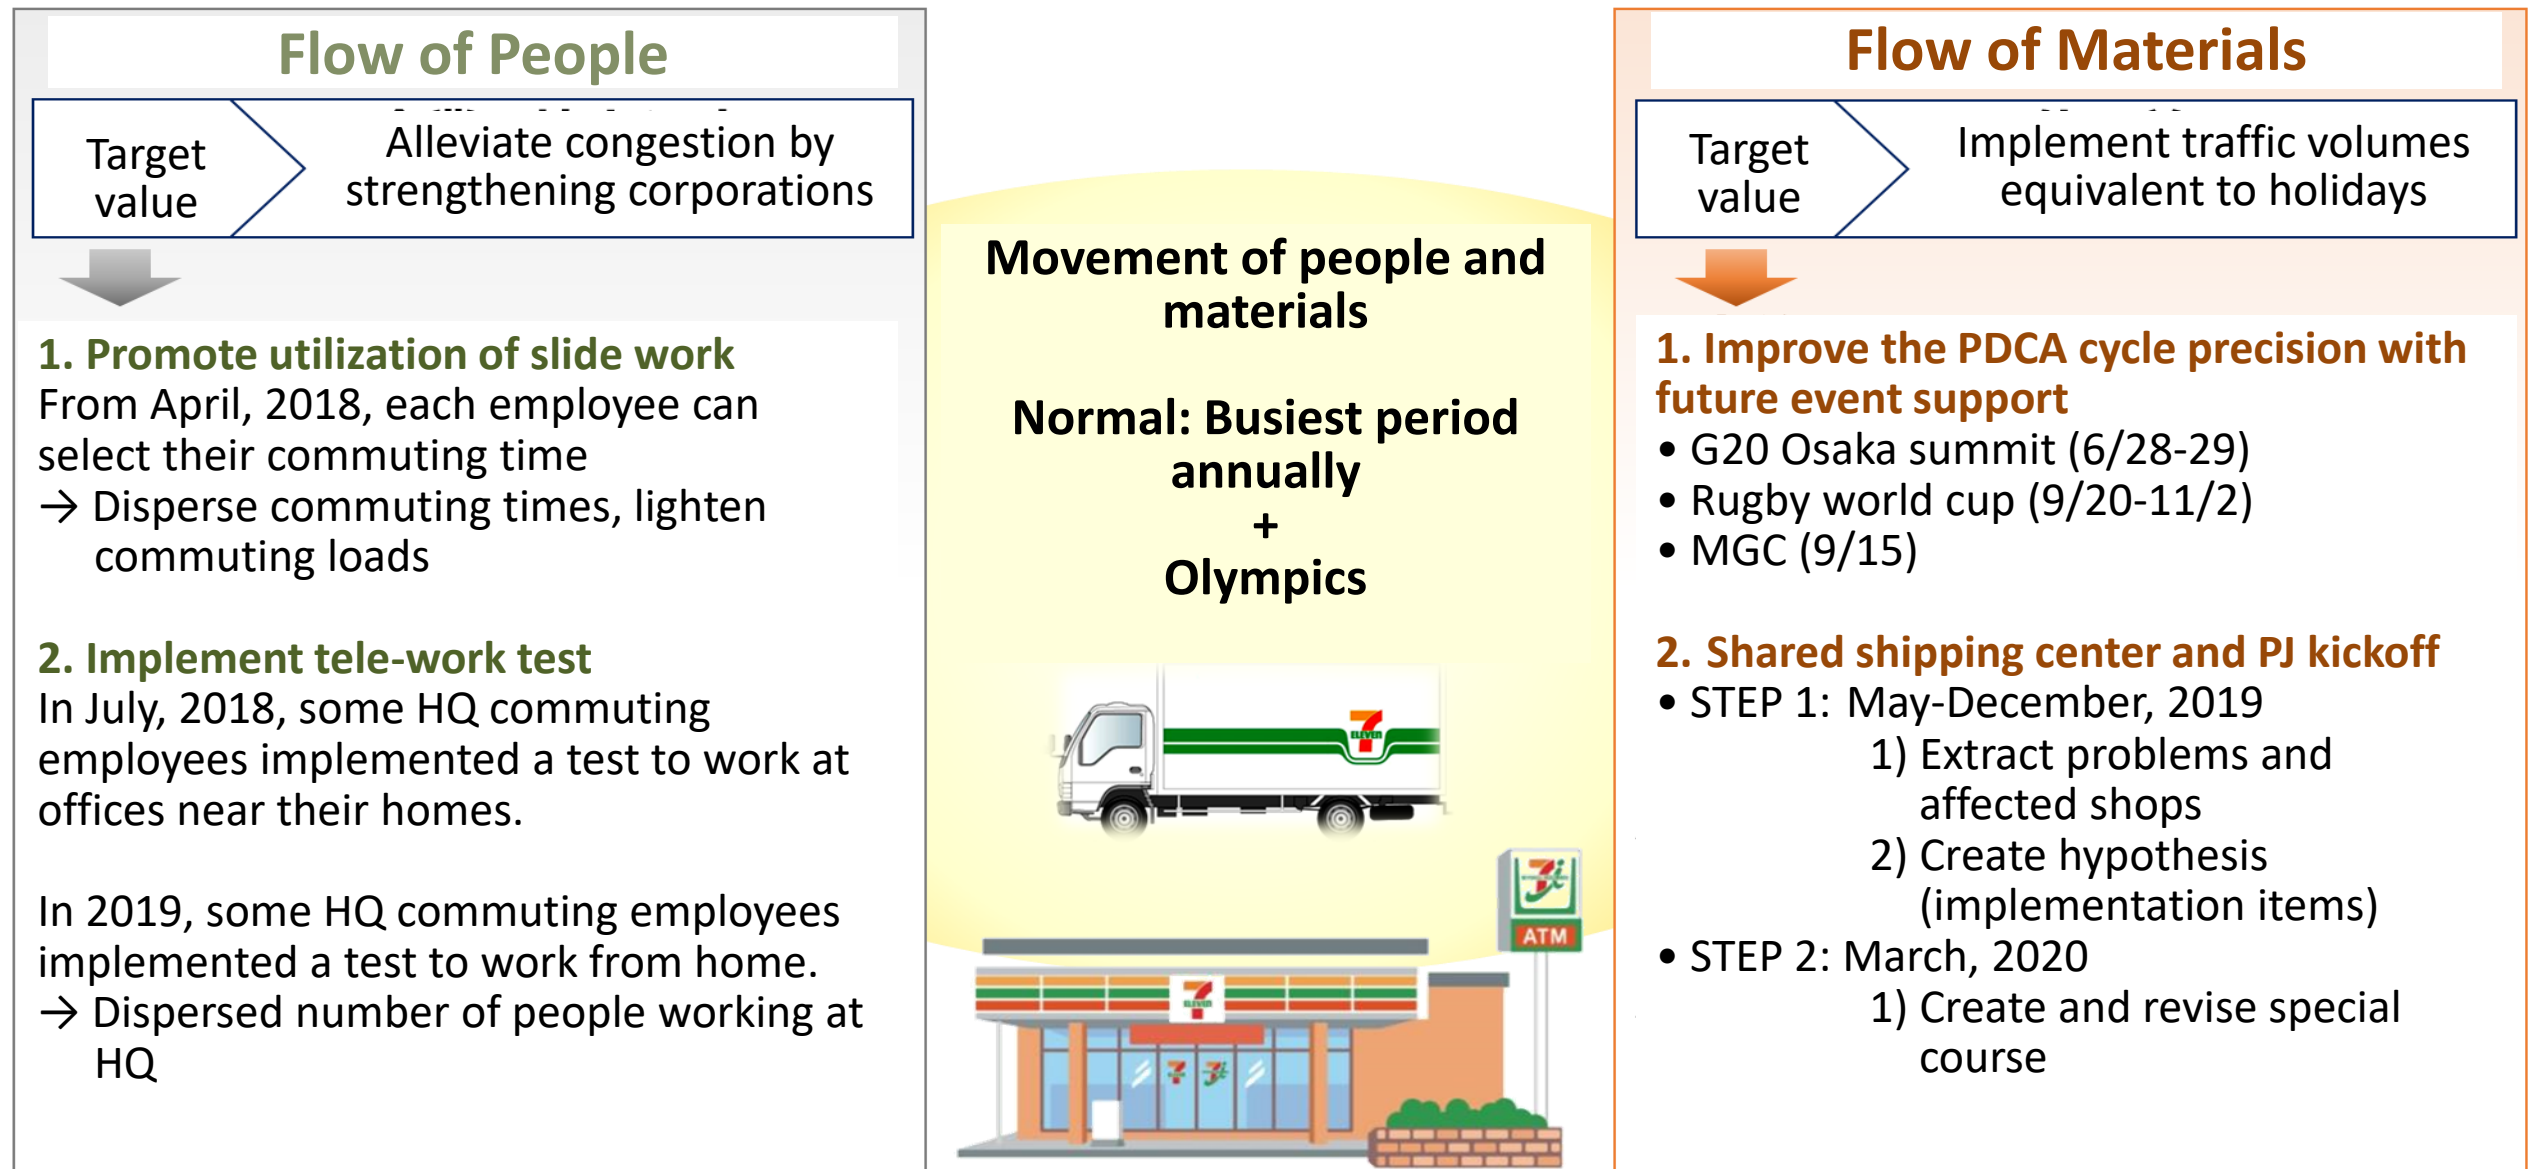 Flow of People
Target
value
Alleviate congestion by
strengthening corporations
1. Promote utilization of slide work
From April, 2018, each employee can
select their commuting time
→ Disperse commuting times, lighten
commuting loads
2. Implement tele-work test
In July, 2018, some HQ commuting
employees implemented a test to work at
offices near their homes.
In 2019, some HQ commuting employees
implemented a test to work from home.
→ Dispersed number of people working at
HQ
Movement of people and
materials
Normal: Busiest period
annually
+
Olympics
7
ELEVEN
7i
ATM
7
ELEVEN
7
7i
Flow of Materials
Target
value
Implement traffic volumes
equivalent to holidays
1. Improve the PDCA cycle precision with
future event support
• G20 Osaka summit (6/28-29)
• Rugby world cup (9/20-11/2)
• MGC (9/15)
2. Shared shipping center and PJ kickoff
• STEP 1: May-December, 2019
1) Extract problems and
affected shops
2) Create hypothesis
(implementation items)
• STEP 2: March, 2020
1) Create and revise special
course